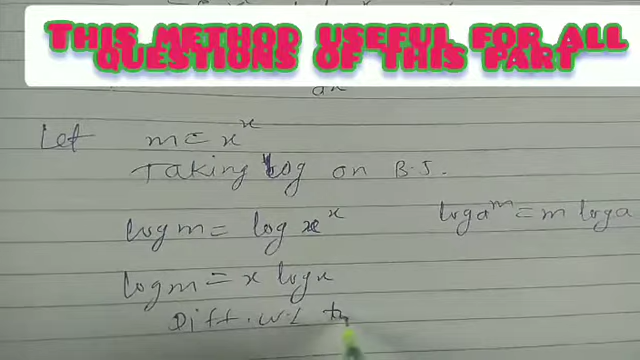 THIS METHOD USEFUL FOR ALL
QUESTIONS OF THIS PART
dx
Let m = x^x
Taking log on B.S.
log m = log x^x log a^m = m log a
log m = x log x
Diff. w.r